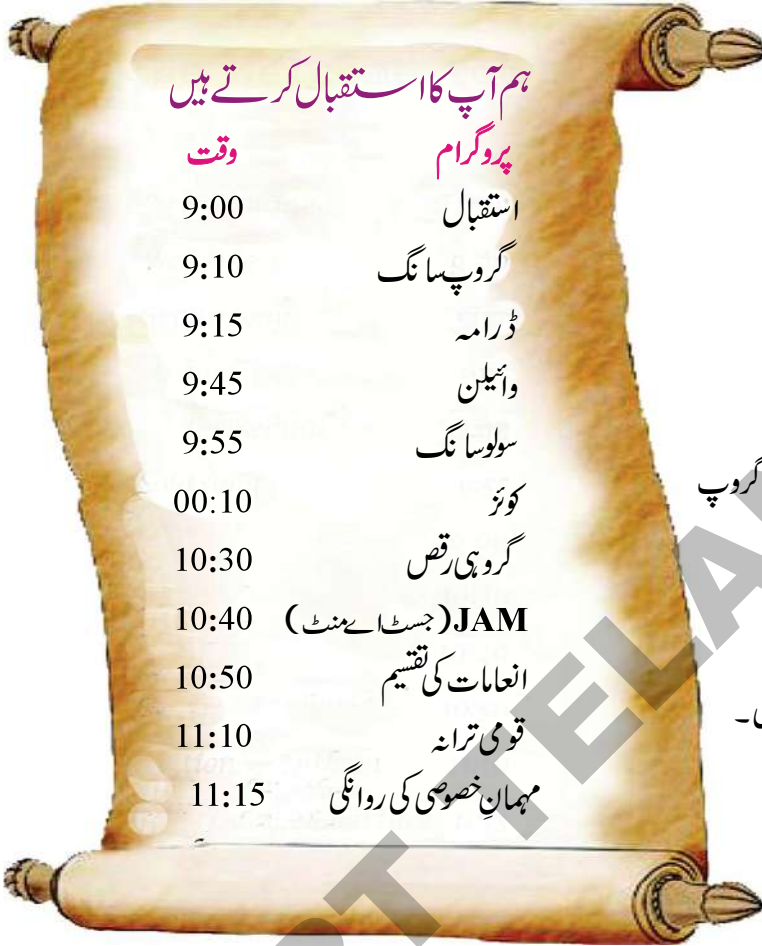 ہم آپ کا استقبال کرتے ہیں
پروگرام وقت
استقبال 9:00
گروپ سانگ 9:10
ڈرامہ 9:15
وائیلن 9:45
سولو سانگ 9:55
کوئز 00:10
گروہی رقص 10:30
JAM (جسٹ اے منٹ) 10:40
انعامات کی تقسیم 10:50
قومی ترانہ 11:10
مہمانِ خصوصی کی روانگی 11:15
گروپ